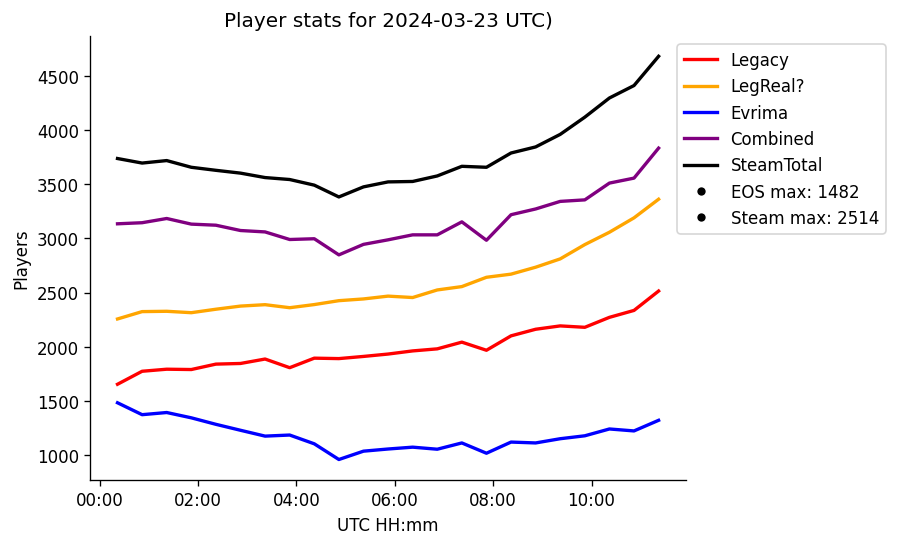 Player stats for 2024-03-23 UTC)
Players
4500
4000
3500
3000
2500
2000
1500
1000
00:00 02:00 04:00 06:00 08:00 10:00
UTC HH:mm
Legacy
LegReal?
Evrima
Combined
SteamTotal
EOS max: 1482
Steam max: 2514